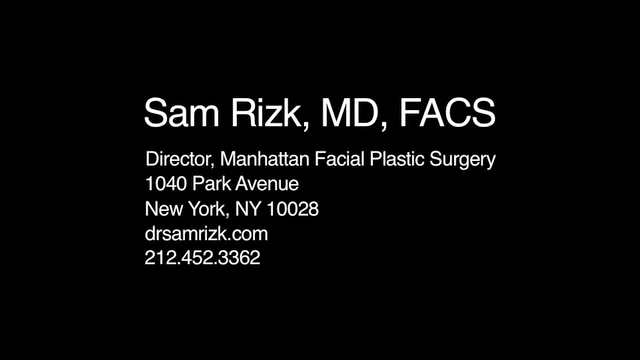 Sam Rizk, MD, FACS
Director, Manhattan Facial Plastic Surgery
1040 Park Avenue
New York, NY 10028
drsamrizk.com
212.452.3362